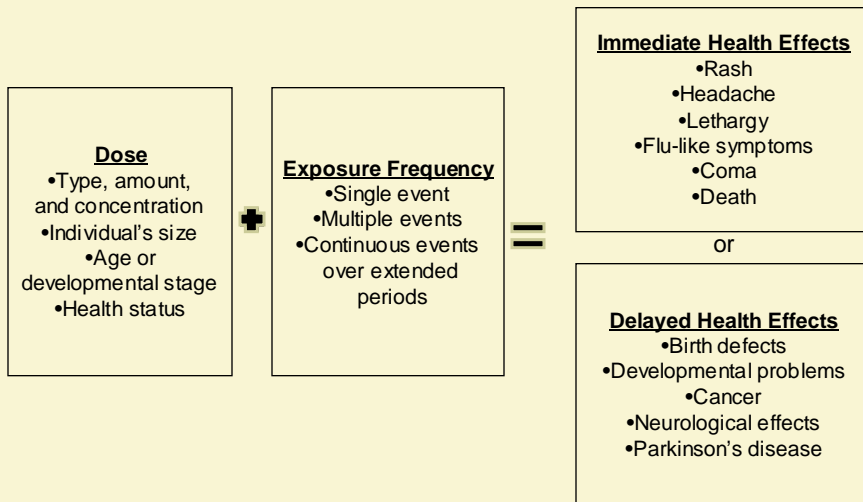 Dose
•Type, amount,
and concentration
•Individual's size
•Age or
developmental stage
•Health status
+
Exposure Frequency
•Single event
•Multiple events
•Continuous events
over extended
periods
=
Immediate Health Effects
•Rash
•Headache
•Lethargy
•Flu-like symptoms
•Coma
•Death
or
Delayed Health Effects
•Birth defects
•Developmental problems
•Cancer
•Neurological effects
•Parkinson's disease